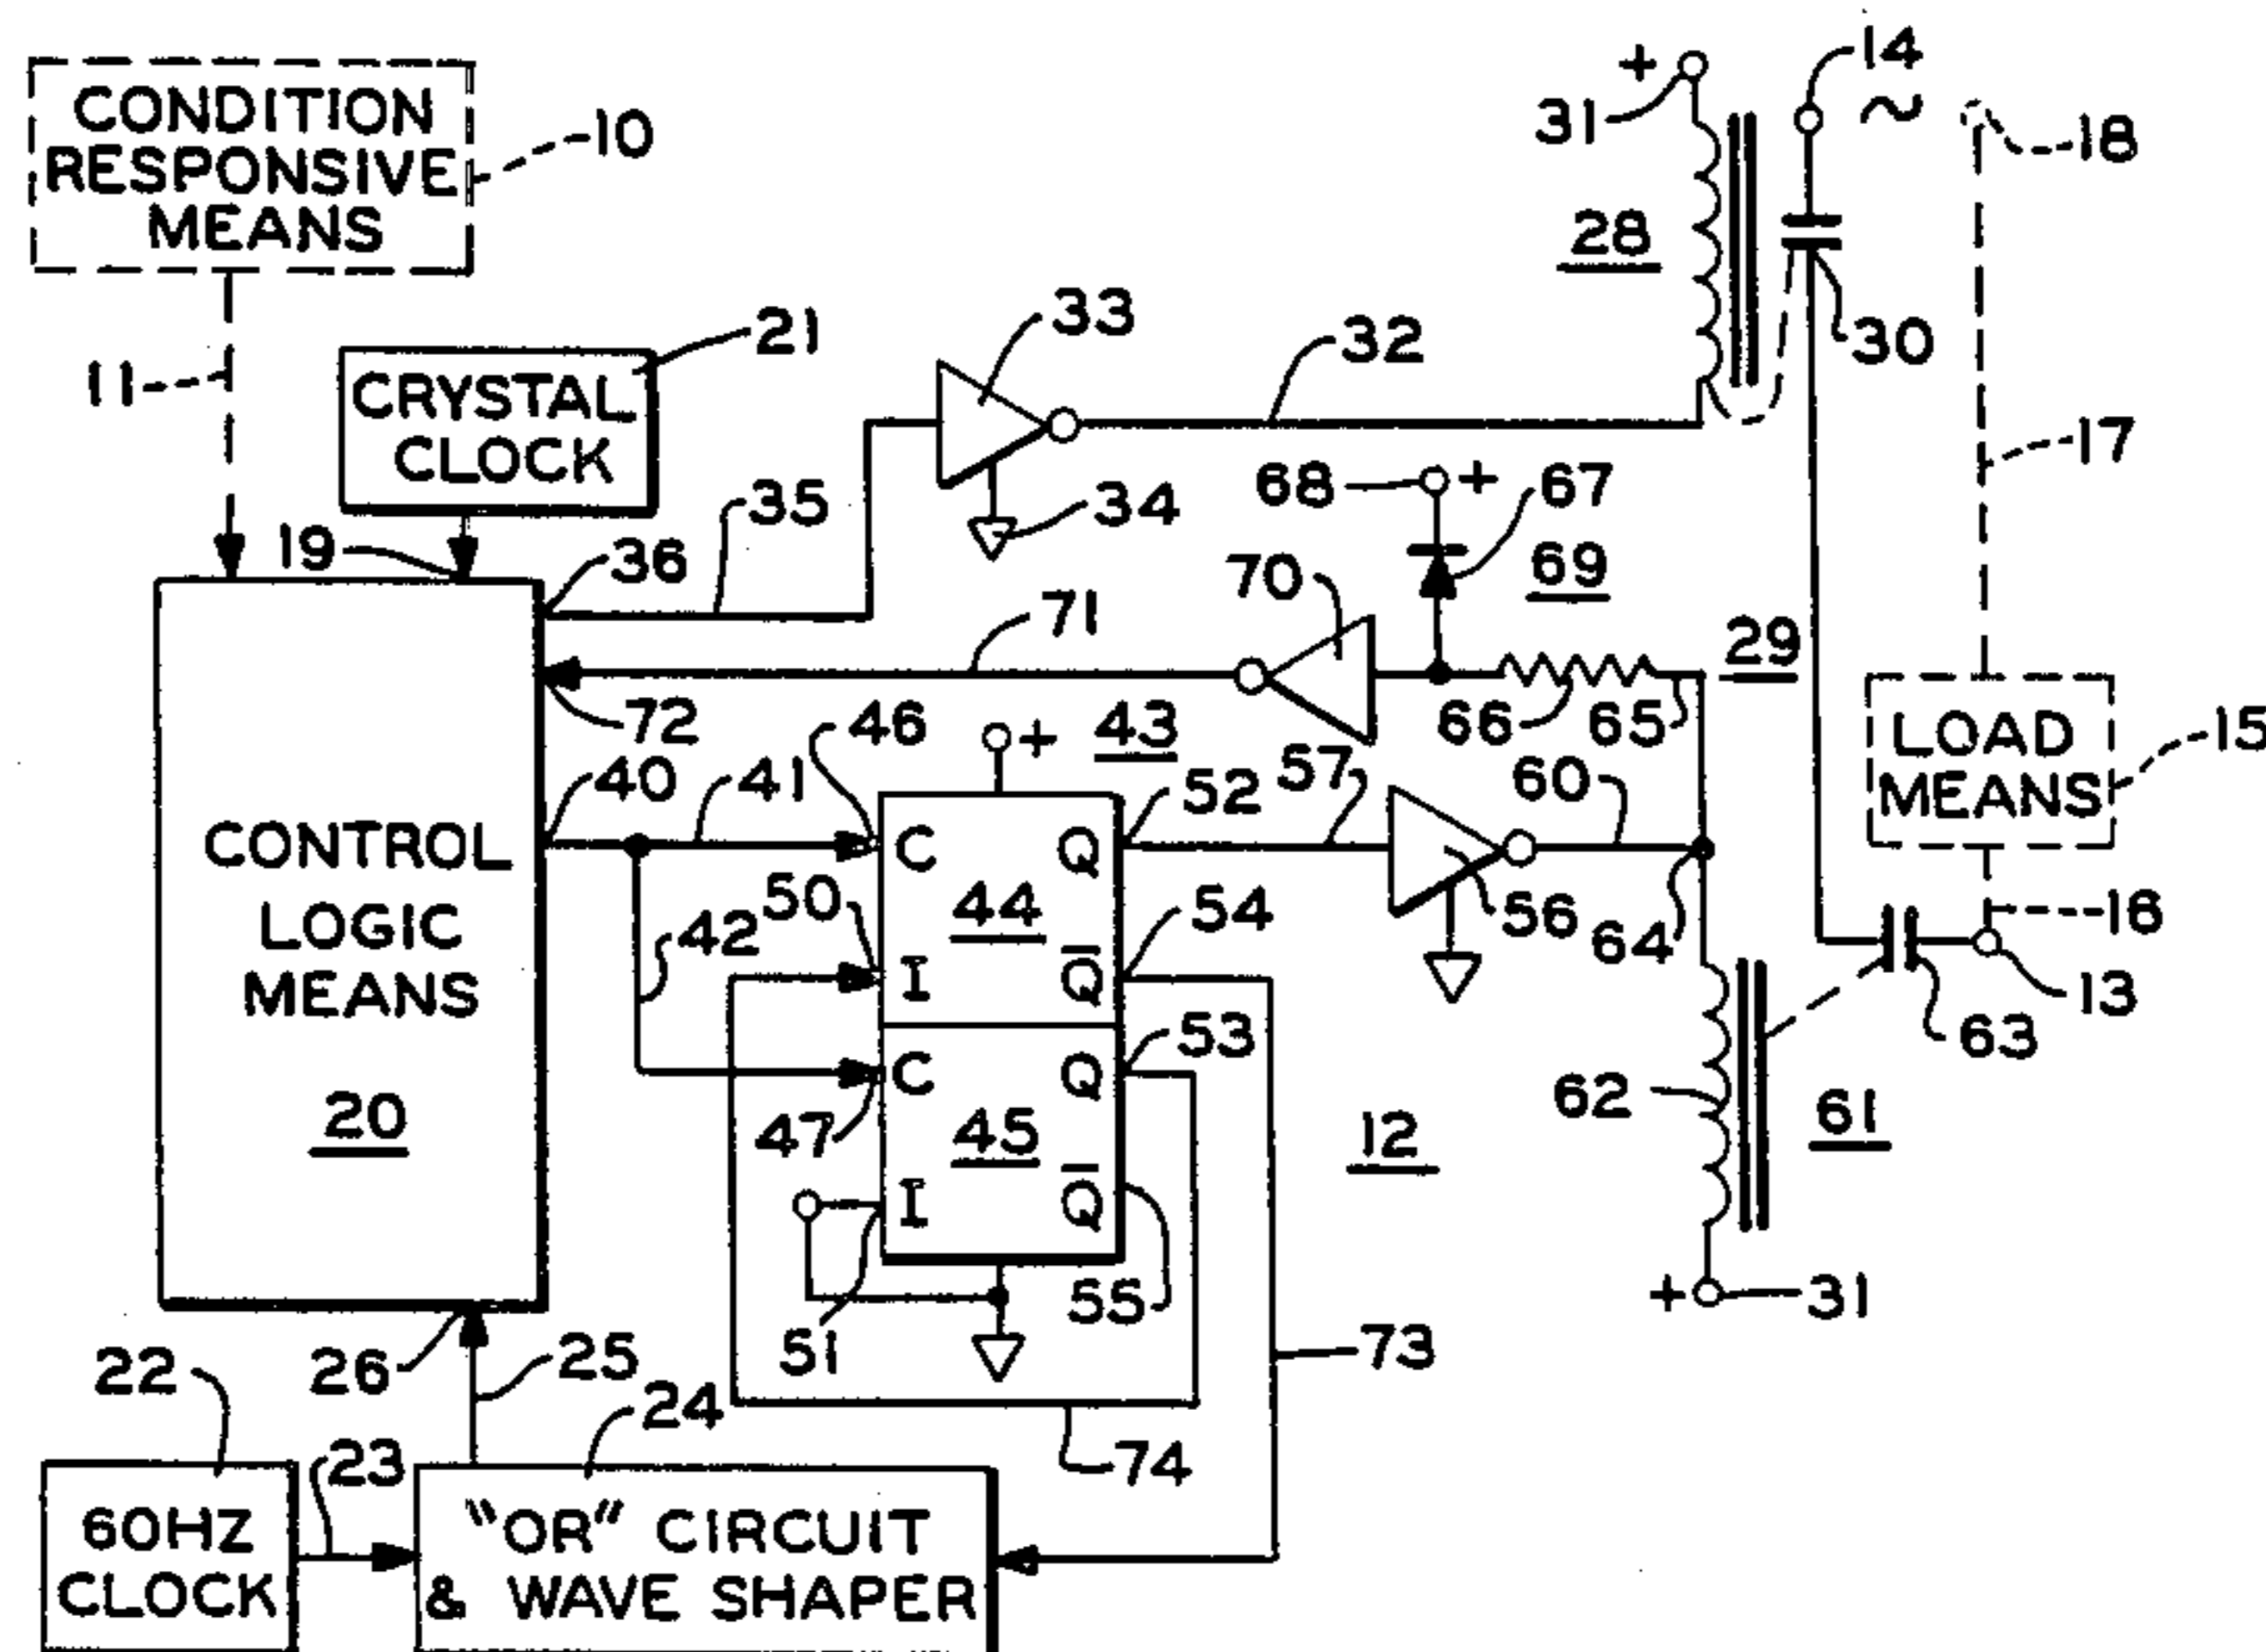 CONDITION
RESPONSIVE
MEANS
10
11
CRYSTAL
CLOCK
21
19
36
35
33
34
32
+
31
14
~
18
28
30
17
68
+
67
69
70
71
72
66
65
29
LOAD
MEANS
15
16
13
63
CONTROL
LOGIC
MEANS
20
40
41
42
46
+
43
50
C
Q
52
57
44
56
60
64
I
Q̅
54
53
C
Q
47
45
12
62
61
I
Q̅
51
55
+
31
73
74
26
25
24
22
23
60HZ
CLOCK
"OR" CIRCUIT
& WAVE SHAPER